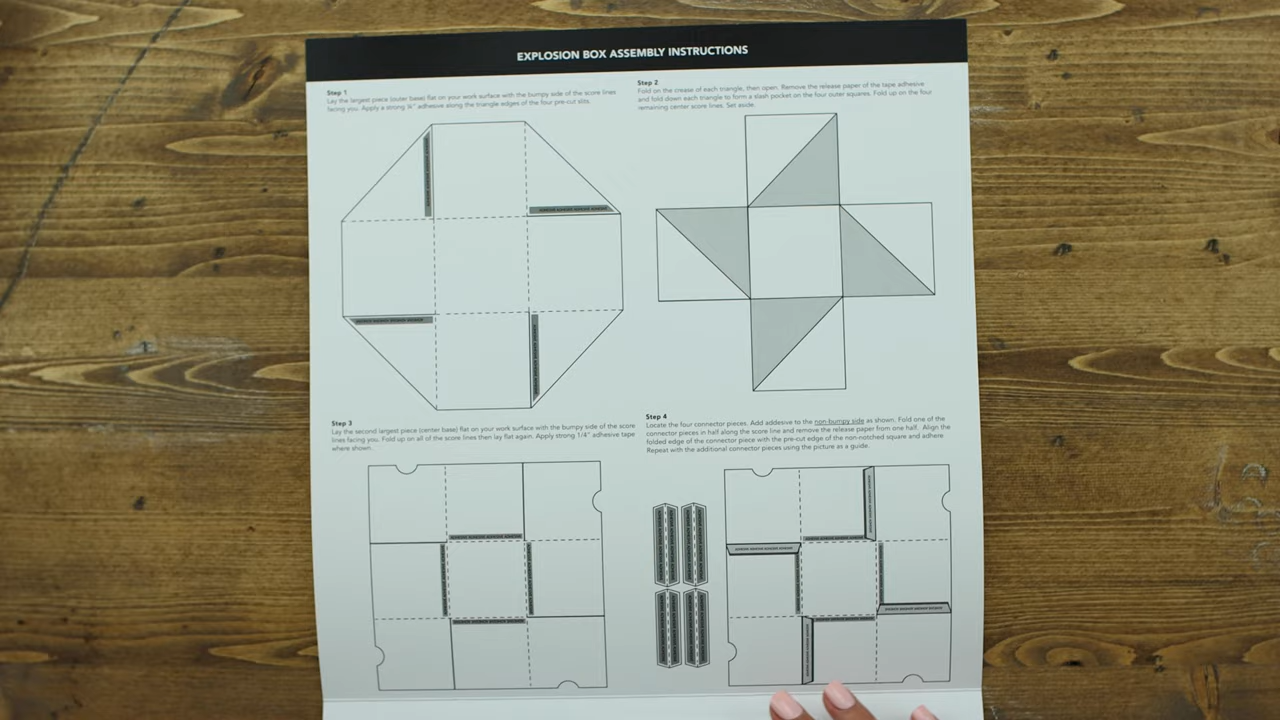 EXPLOSION BOX ASSEMBLY INSTRUCTIONS
Step 1
Lay the largest piece (outer base) flat on your work surface with the bumpy side of the score lines
facing you. Apply a strong ¼" adhesive along the triangle edges of the four pre-cut slits.
Step 2
Fold on the crease of each triangle, then open. Remove the release paper of the tape adhesive
and fold down each triangle to form a slash pocket on the four outer squares. Fold up on the four
remaining center score lines. Set aside.
Step 3
Lay the second largest piece (center base) flat on your work surface with the bumpy side of the score
lines facing you. Fold up on all of the score lines then lay flat again. Apply strong 1/4" adhesive tape
where shown.
Step 4
Locate the four connector pieces. Add addesive to the non-bumpy side as shown. Fold one of the
connector pieces in half along the score line and remove the release paper from one half. Align the
folded edge of the connector piece with the pre-cut edge of the non-notched square and adhere
Repeat with the additional connector pieces using the picture as a guide.